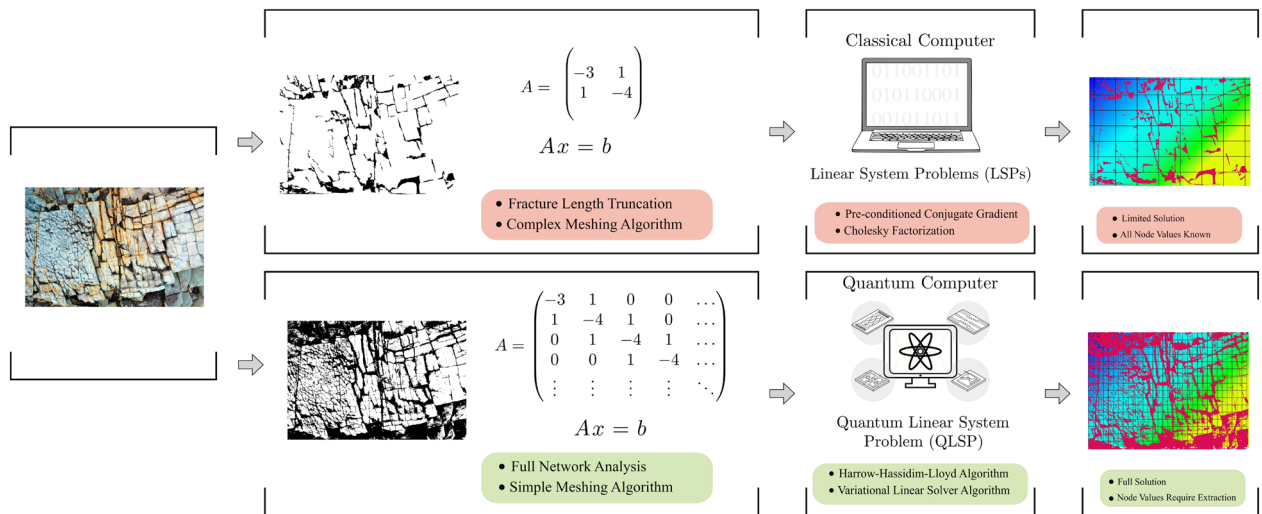 A = ( −3 1
1 −4 )
Ax = b
• Fracture Length Truncation
• Complex Meshing Algorithm
Classical Computer
011001101
010110001
001011011
Linear System Problems (LSPs)
• Pre-conditioned Conjugate Gradient
• Cholesky Factorization
• Limited Solution
• All Node Values Known
A = ( −3 1 0 0 …
1 −4 1 0 …
0 1 −4 1 …
0 0 1 −4 …
⋮ ⋮ ⋮ ⋮ ⋱ )
Ax = b
• Full Network Analysis
• Simple Meshing Algorithm
Quantum Computer
Quantum Linear System
Problem (QLSP)
• Harrow-Hassidim-Lloyd Algorithm
• Variational Linear Solver Algorithm
• Full Solution
• Node Values Require Extraction